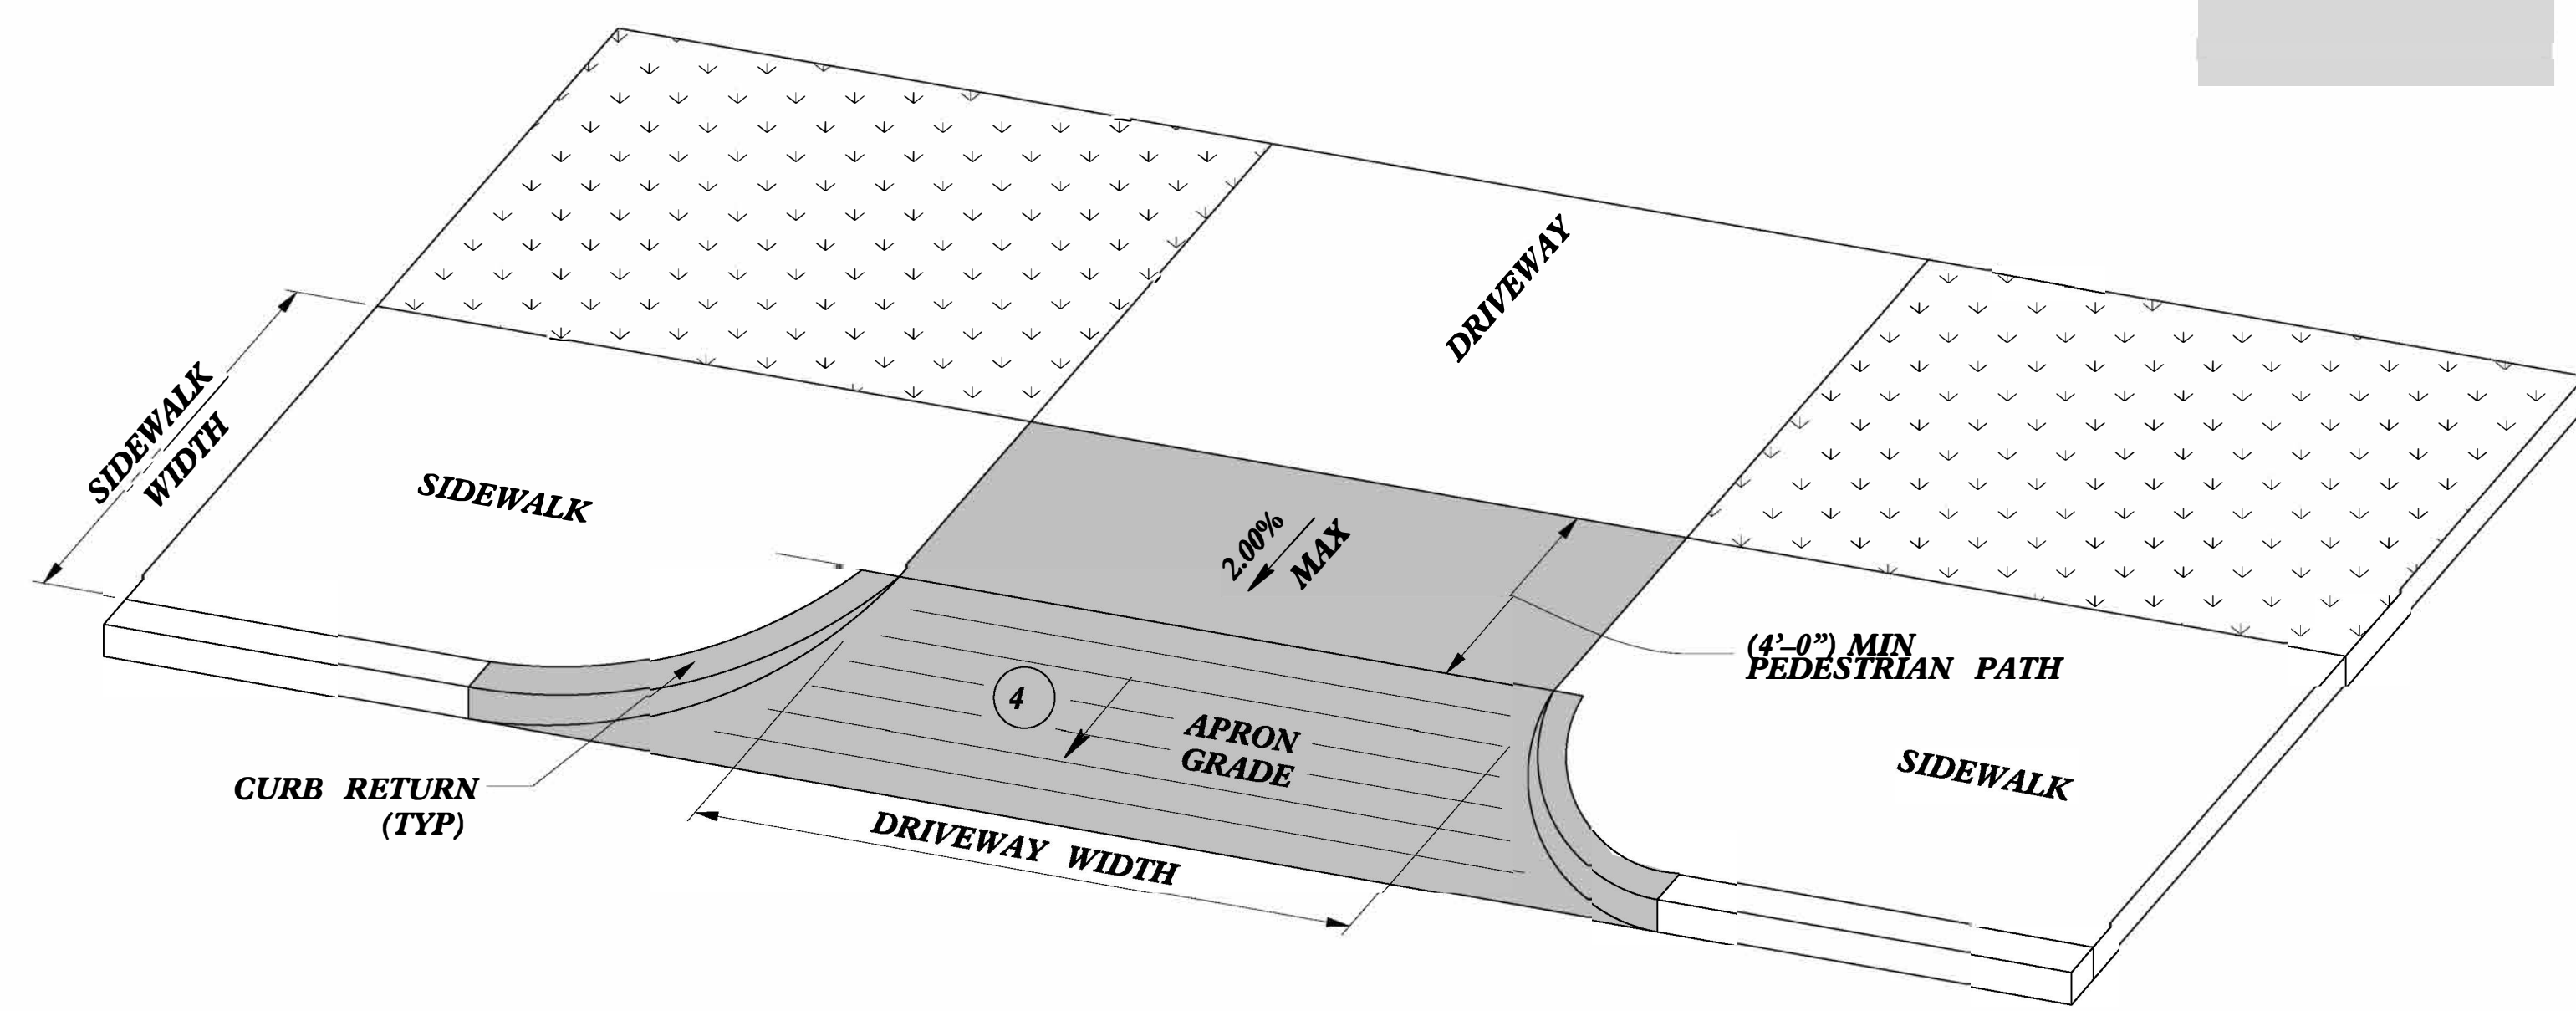 DRIVEWAY
SIDEWALK
WIDTH
SIDEWALK
2.00%
MAX
(4'–0") MIN
PEDESTRIAN PATH
4
APRON
GRADE
SIDEWALK
CURB RETURN
(TYP)
DRIVEWAY WIDTH